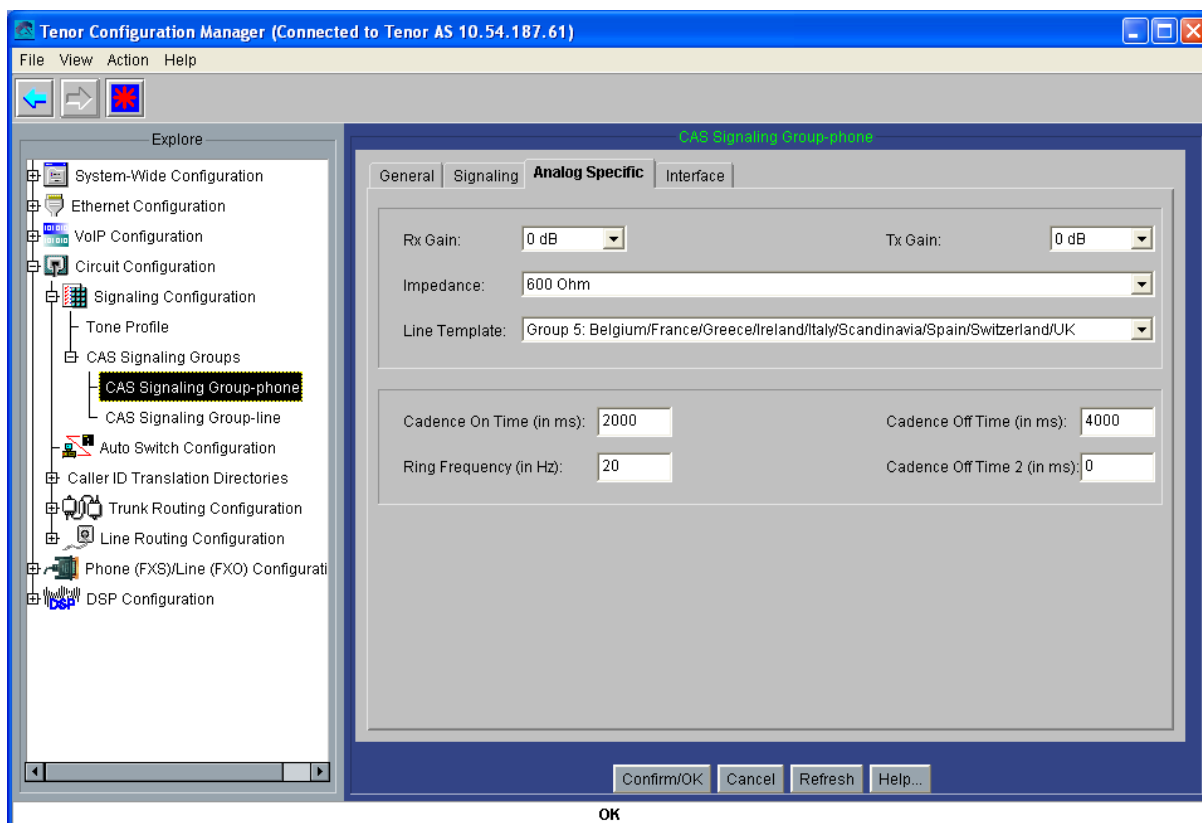 Tenor Configuration Manager (Connected to Tenor AS 10.54.187.61)
File View Action Help
Explore
System-Wide Configuration
Ethernet Configuration
VoIP Configuration
Circuit Configuration
Signaling Configuration
Tone Profile
CAS Signaling Groups
CAS Signaling Group-phone
CAS Signaling Group-line
Auto Switch Configuration
Caller ID Translation Directories
Trunk Routing Configuration
Line Routing Configuration
Phone (FXS)/Line (FXO) Configurati
DSP DSP Configuration
CAS Signaling Group-phone
General Signaling Analog Specific Interface
Rx Gain: 0 dB Tx Gain: 0 dB
Impedance: 600 Ohm
Line Template: Group 5: Belgium/France/Greece/Ireland/Italy/Scandinavia/Spain/Switzerland/UK
Cadence On Time (in ms): 2000 Cadence Off Time (in ms): 4000
Ring Frequency (in Hz): 20 Cadence Off Time 2 (in ms): 0
Confirm/OK Cancel Refresh Help...
OK